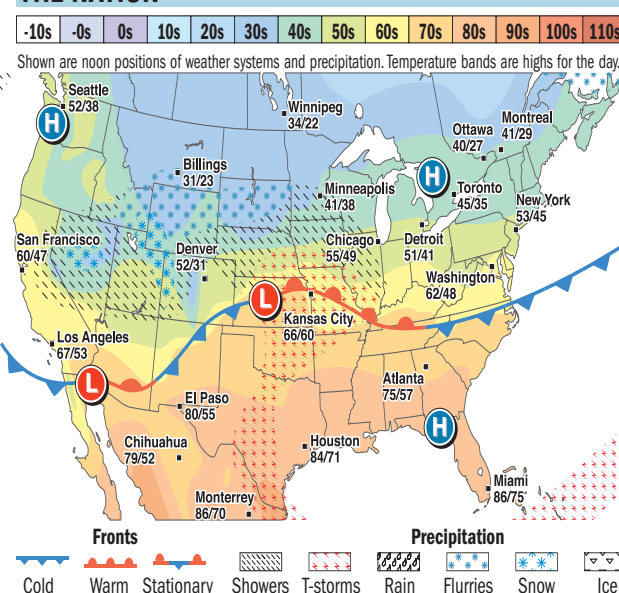 THE NATION
-10s -0s 0s 10s 20s 30s 40s 50s 60s 70s 80s 90s 100s 110s
Shown are noon positions of weather systems and precipitation. Temperature bands are highs for the day.
Seattle
52/38
H
Winnipeg
34/22
Montreal
41/29
Ottawa
40/27
Billings
31/23
H
Minneapolis
41/38
Toronto
45/35
New York
53/45
San Francisco
60/47
Denver
52/31
Chicago
55/49
Detroit
51/41
Washington
62/48
L
Kansas City
66/60
Los Angeles
67/53
L
Atlanta
75/57
El Paso
80/55
H
Chihuahua
79/52
Houston
84/71
Monterrey
86/70
Miami
86/75
Fronts
Precipitation
Cold Warm Stationary Showers T-storms Rain Flurries Snow Ice